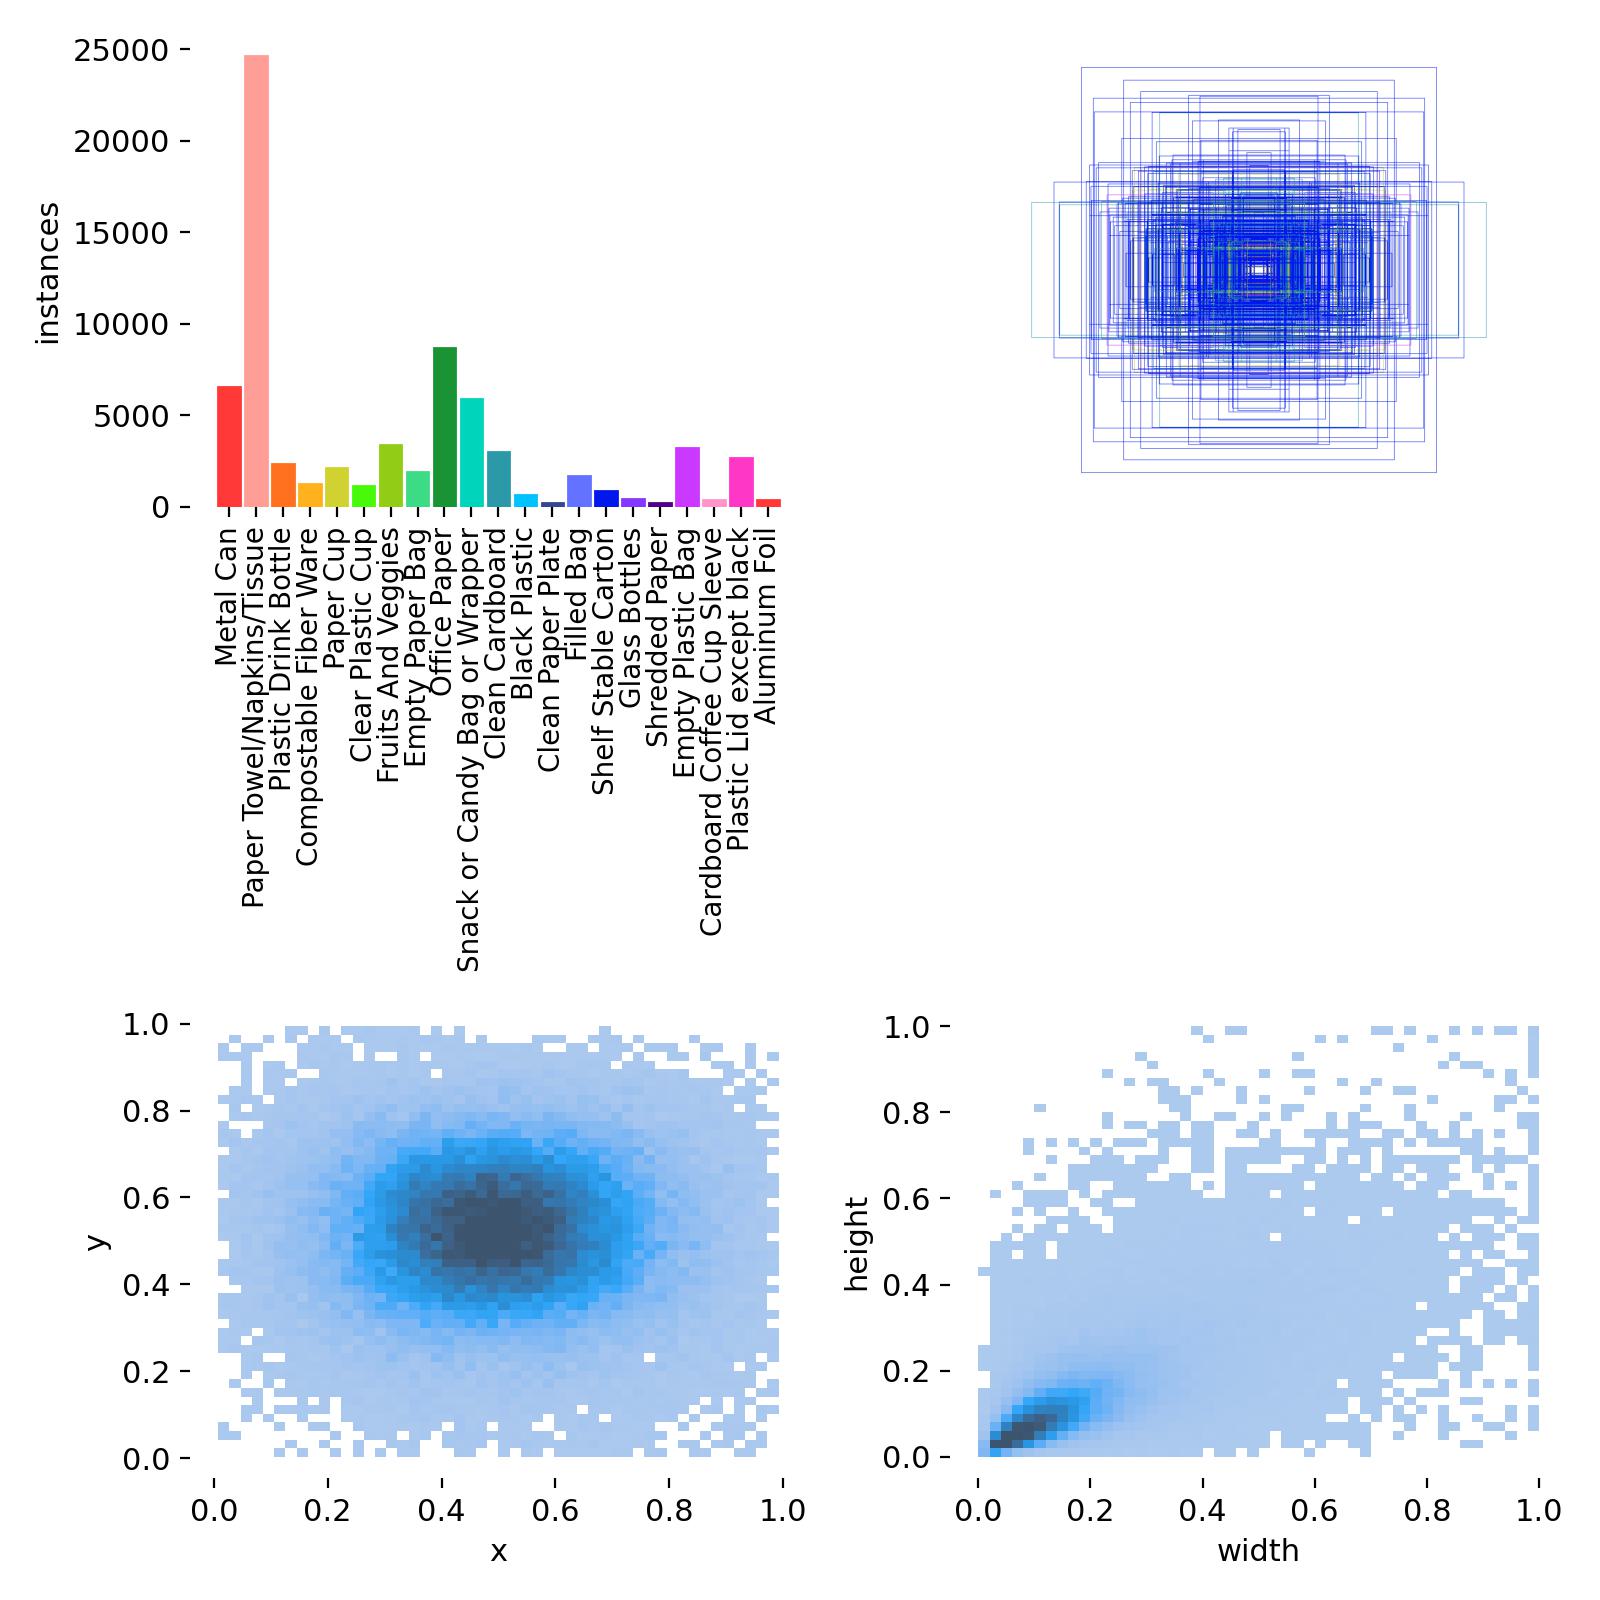 25000
20000
15000
10000
5000
0
instances
Metal Can
Paper Towel/Napkins/Tissue
Plastic Drink Bottle
Compostable Fiber Ware
Paper Cup
Clear Plastic Cup
Fruits And Veggies
Empty Paper Bag
Office Paper
Snack or Candy Bag or Wrapper
Clean Cardboard
Black Plastic
Clean Paper Plate
Filled Bag
Shelf Stable Carton
Glass Bottles
Shredded Paper
Empty Plastic Bag
Cardboard Coffee Cup Sleeve
Plastic Lid except black
Aluminum Foil
1.0
0.8
0.6
0.4
0.2
0.0
y
0.0 0.2 0.4 0.6 0.8 1.0
x
1.0
0.8
0.6
0.4
0.2
0.0
height
0.0 0.2 0.4 0.6 0.8 1.0
width